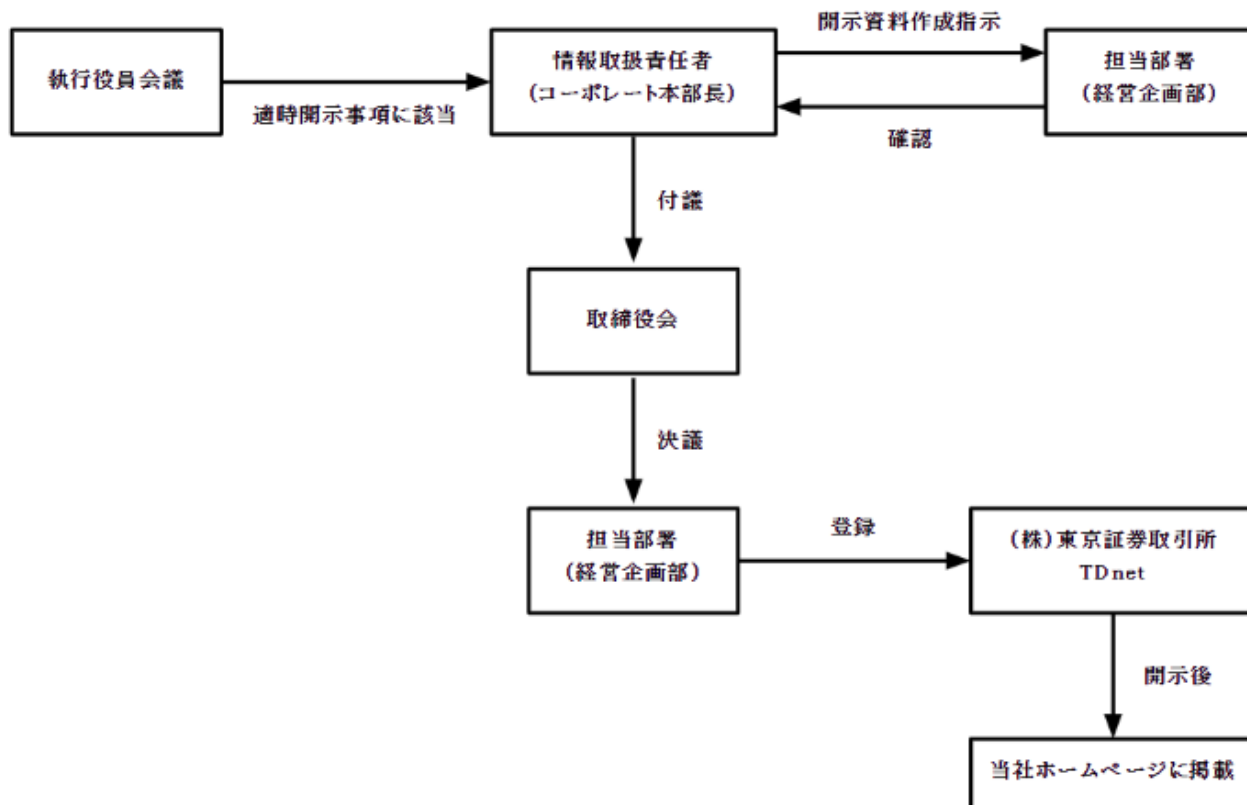 執行役員会議
適時開示事項に該当
情報取扱責任者
(コーポレート本部長)
開示資料作成指示
確認
担当部署
(経営企画部)
付議
取締役会
決議
担当部署
(経営企画部)
登録
(株)東京証券取引所
TDnet
開示後
当社ホームページに掲載